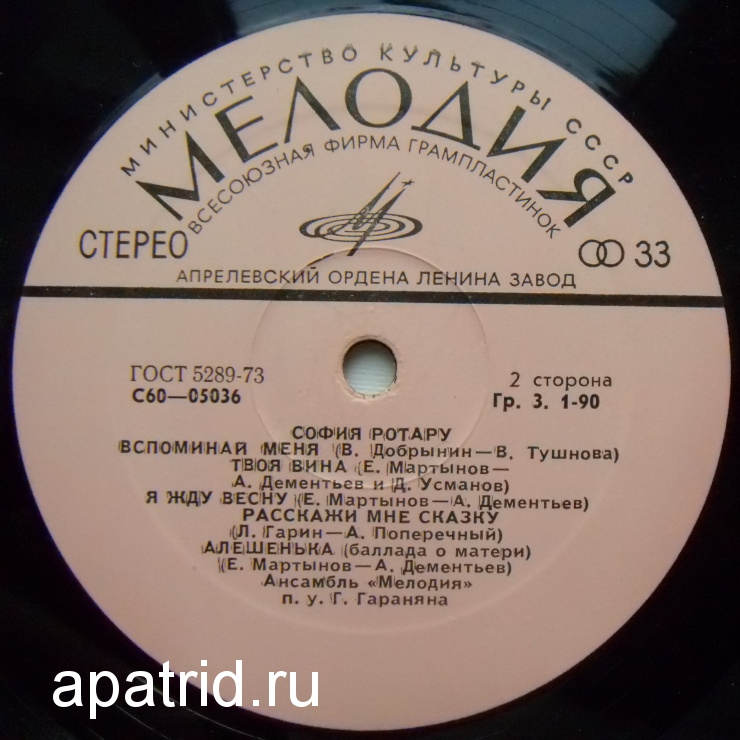 МИНИСТЕРСТВО КУЛЬТУРЫ СССР
МЕЛОДИЯ
ВСЕСОЮЗНАЯ ФИРМА ГРАМПЛАСТИНОК
СТЕРЕО
33
АПРЕЛЕВСКИЙ ОРДЕНА ЛЕНИНА ЗАВОД
ГОСТ 5289-73
С60—05036
2 сторона
Гр. 3. 1-90
СОФИЯ РОТАРУ
ВСПОМИНАЙ МЕНЯ (В. Добрынин—В. Тушнова)
ТВОЯ ВИНА (Е. Мартынов—
А. Дементьев и Д. Усманов)
Я ЖДУ ВЕСНУ (Е. Мартынов—А. Дементьев)
РАССКАЖИ МНЕ СКАЗКУ
(Л. Гарин—А. Поперечный)
АЛЕШЕНЬКА (баллада о матери)
(Е. Мартынов—А. Дементьев)
Ансамбль «Мелодия»
п. у. Г. Гараняна
apatrid.ru